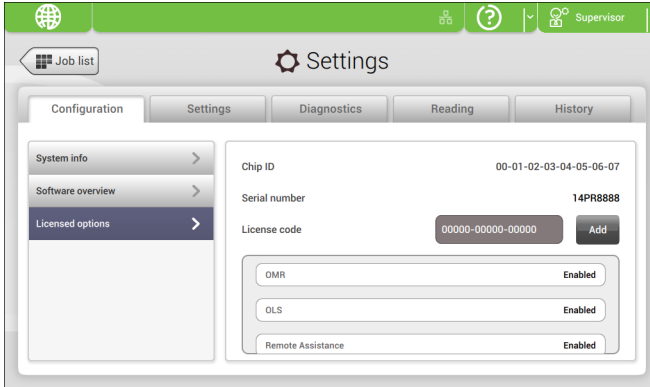 Supervisor
Job list
Settings
Configuration Settings Diagnostics Reading History
System info
Software overview
Licensed options
Chip ID 00-01-02-03-04-05-06-07
Serial number 14PR8888
License code 00000-00000-00000 Add
OMR Enabled
OLS Enabled
Remote Assistance Enabled